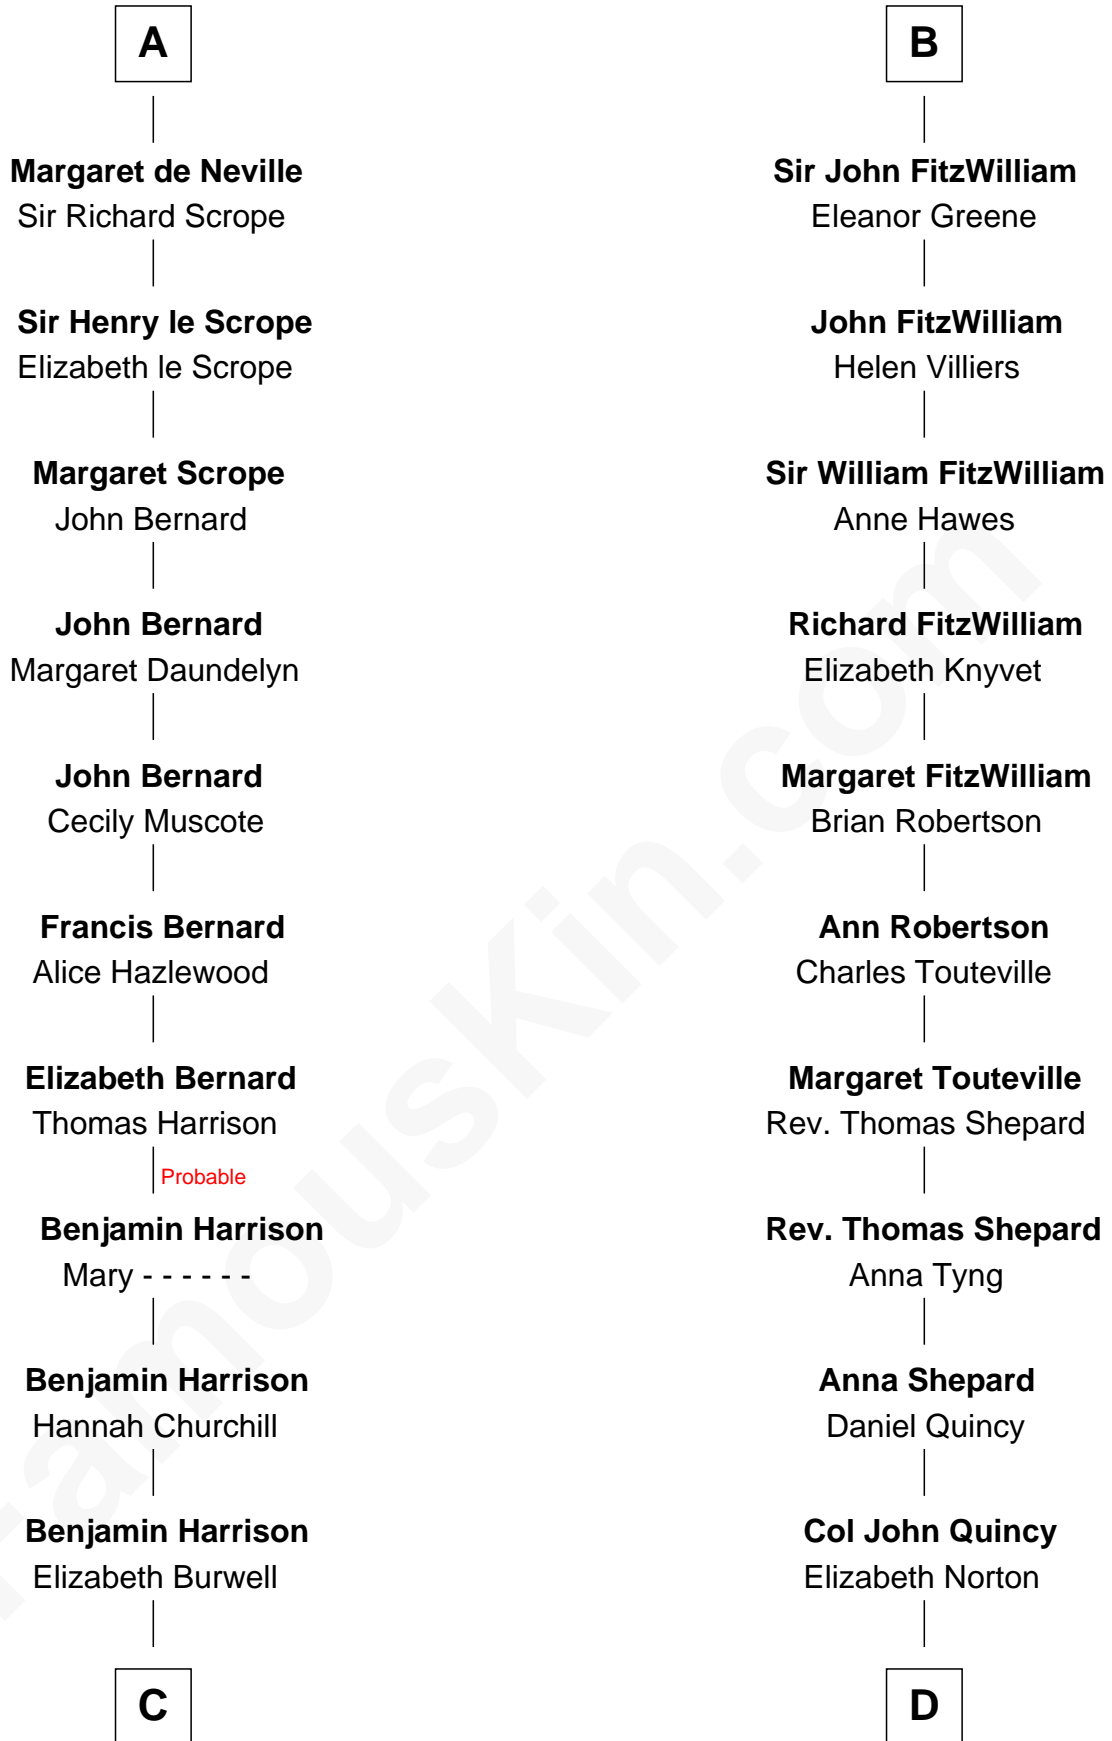 A
Margaret de Neville
Sir Richard Scrope
Sir Henry le Scrope
Elizabeth le Scrope
Margaret Scrope
John Bernard
John Bernard
Margaret Daundelyn
John Bernard
Cecily Muscote
Francis Bernard
Alice Hazlewood
Elizabeth Bernard
Thomas Harrison
Probable
Benjamin Harrison
Mary - - - - - -
Benjamin Harrison
Hannah Churchill
Benjamin Harrison
Elizabeth Burwell
C
B
Sir John FitzWilliam
Eleanor Greene
John FitzWilliam
Helen Villiers
Sir William FitzWilliam
Anne Hawes
Richard FitzWilliam
Elizabeth Knyvet
Margaret FitzWilliam
Brian Robertson
Ann Robertson
Charles Touteville
Margaret Touteville
Rev. Thomas Shepard
Rev. Thomas Shepard
Anna Tyng
Anna Shepard
Daniel Quincy
Col John Quincy
Elizabeth Norton
D
FamousKin.com